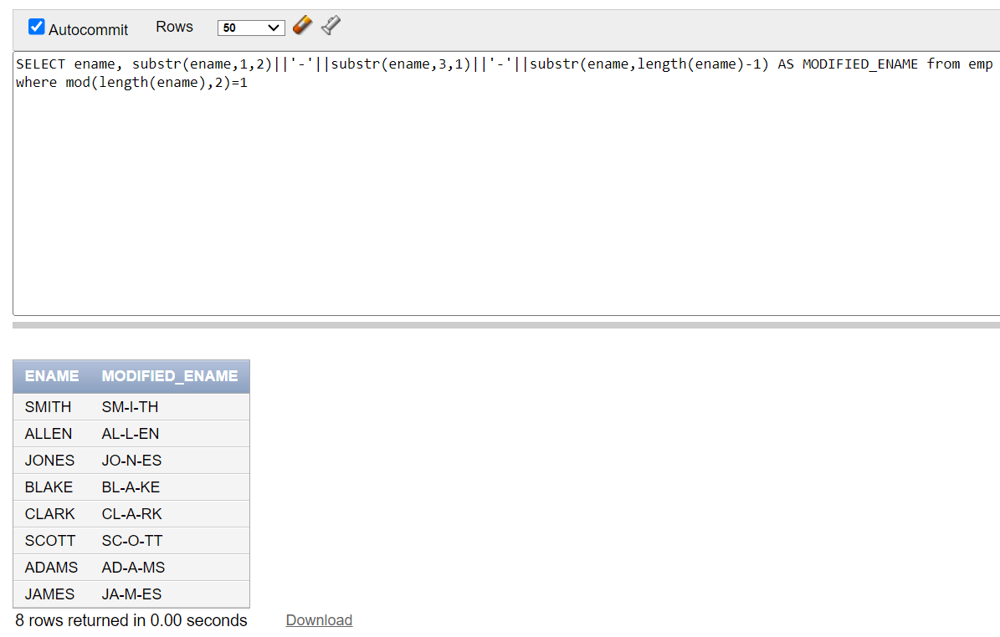 Autocommit Rows 50
SELECT ename, substr(ename,1,2)||'-'||substr(ename,3,1)||'-'||substr(ename,length(ename)-1) AS MODIFIED_ENAME from emp
where mod(length(ename),2)=1
ENAME MODIFIED_ENAME
SMITH SM-I-TH
ALLEN AL-L-EN
JONES JO-N-ES
BLAKE BL-A-KE
CLARK CL-A-RK
SCOTT SC-O-TT
ADAMS AD-A-MS
JAMES JA-M-ES
8 rows returned in 0.00 seconds Download